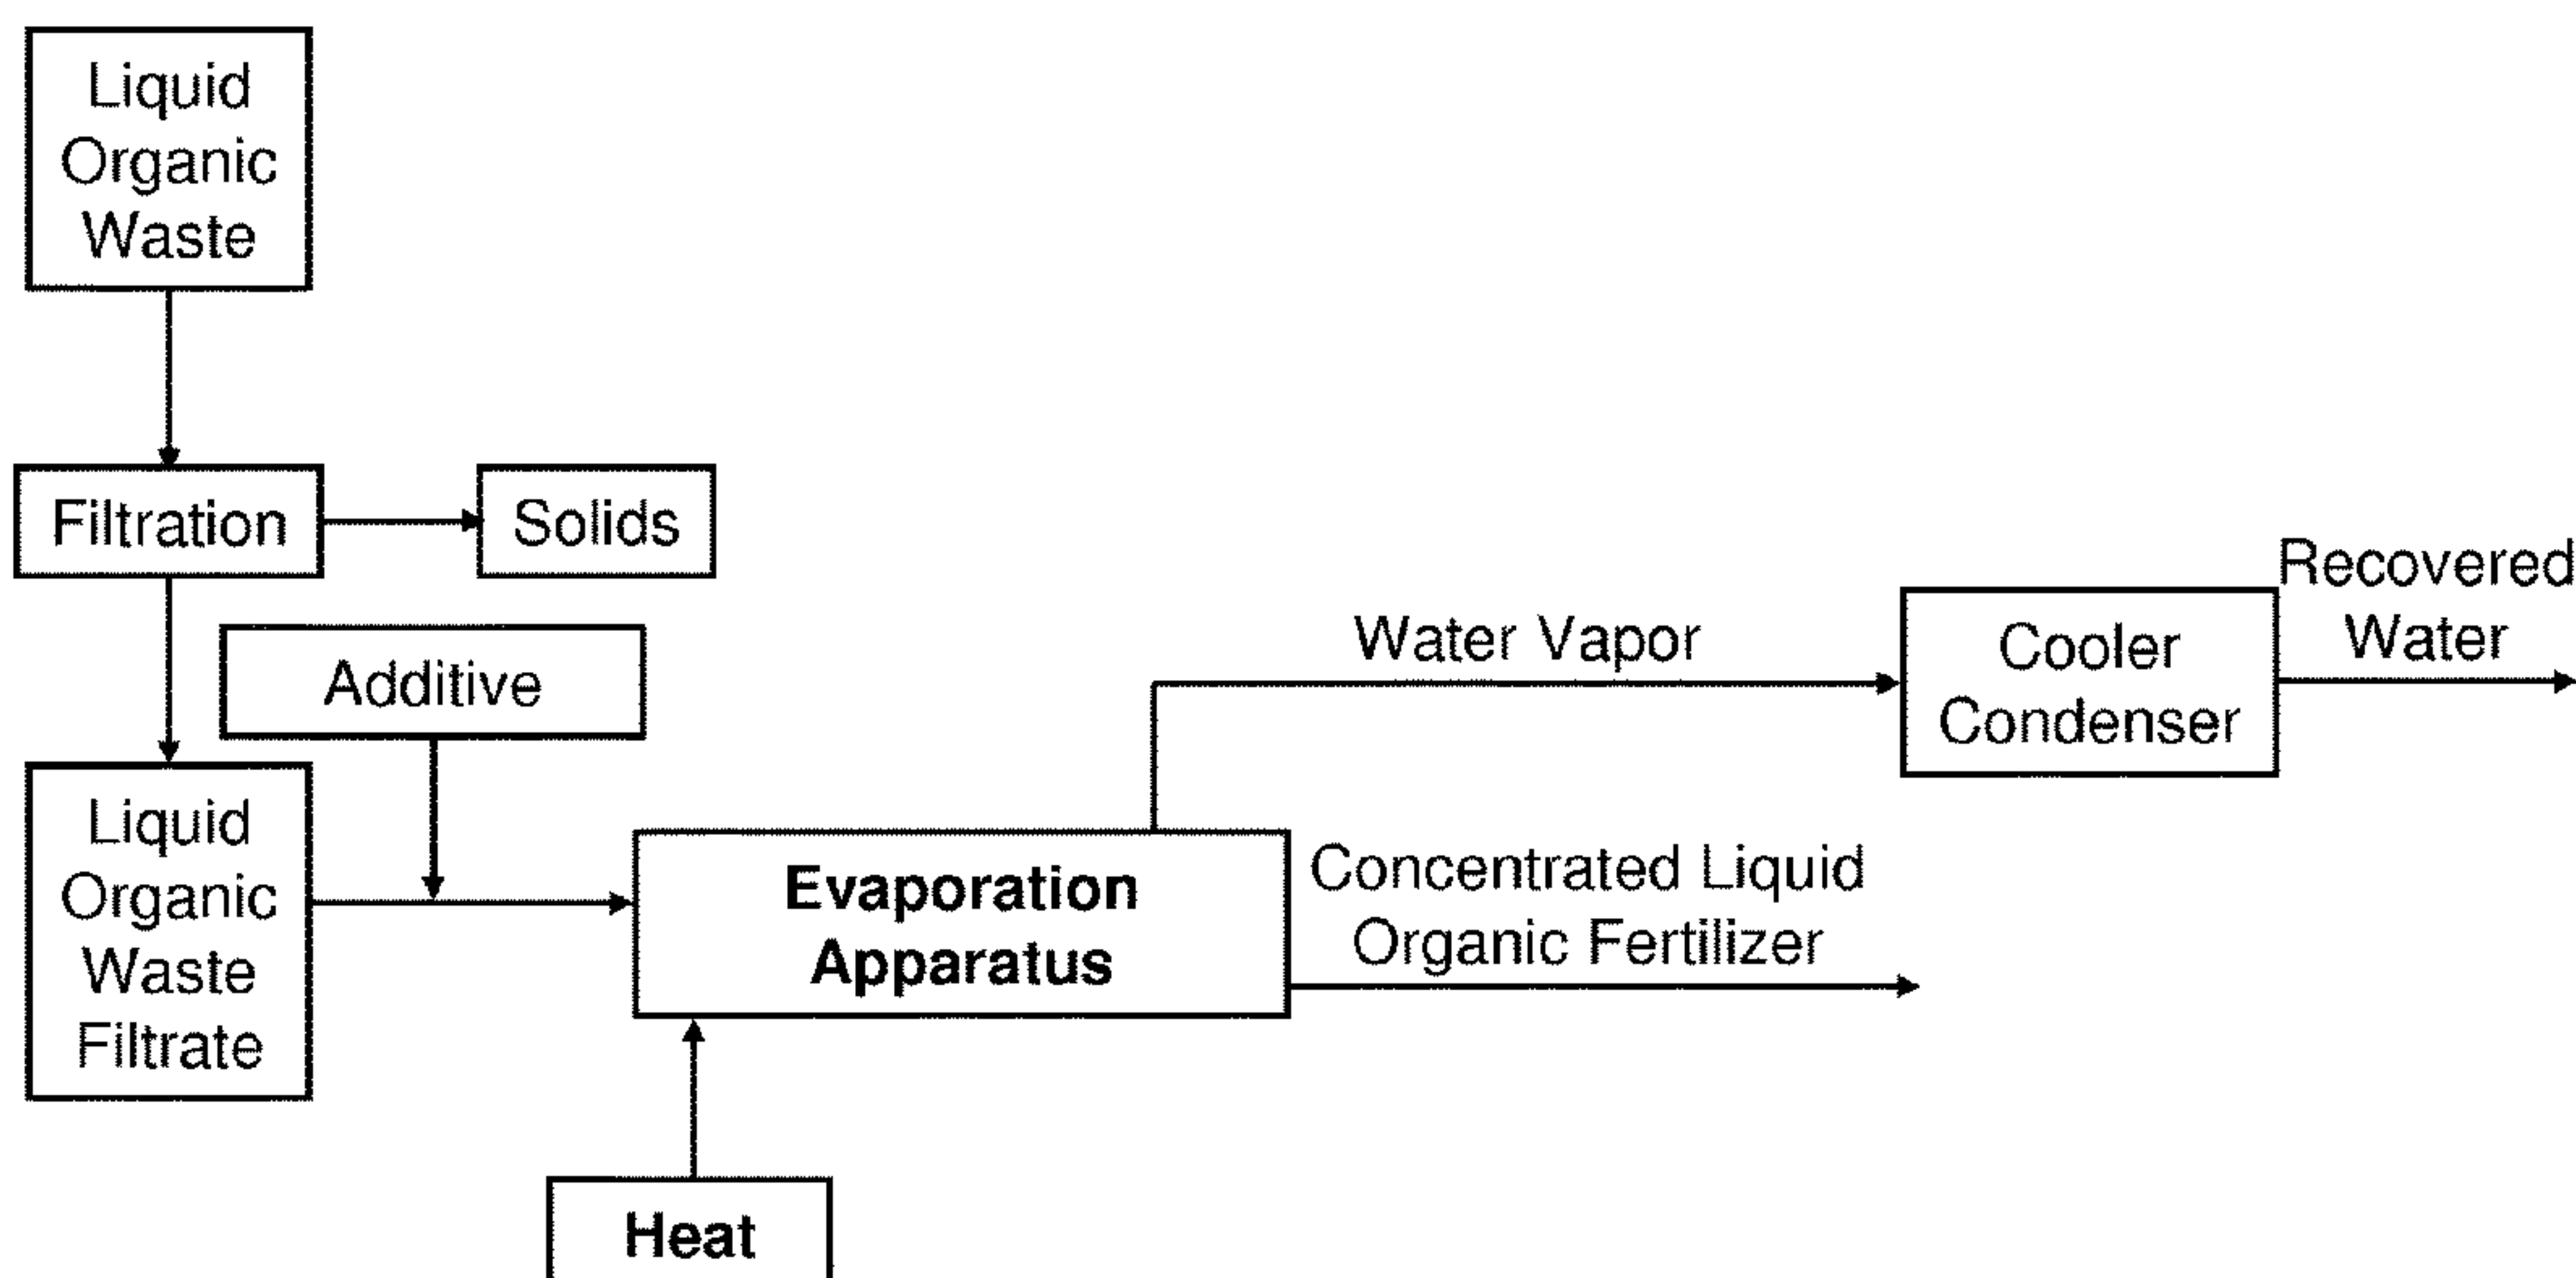 Liquid
Organic
Waste
Filtration
Solids
Additive
Liquid
Organic
Waste
Filtrate
Evaporation
Apparatus
Heat
Water Vapor
Cooler
Condenser
Recovered
Water
Concentrated Liquid
Organic Fertilizer